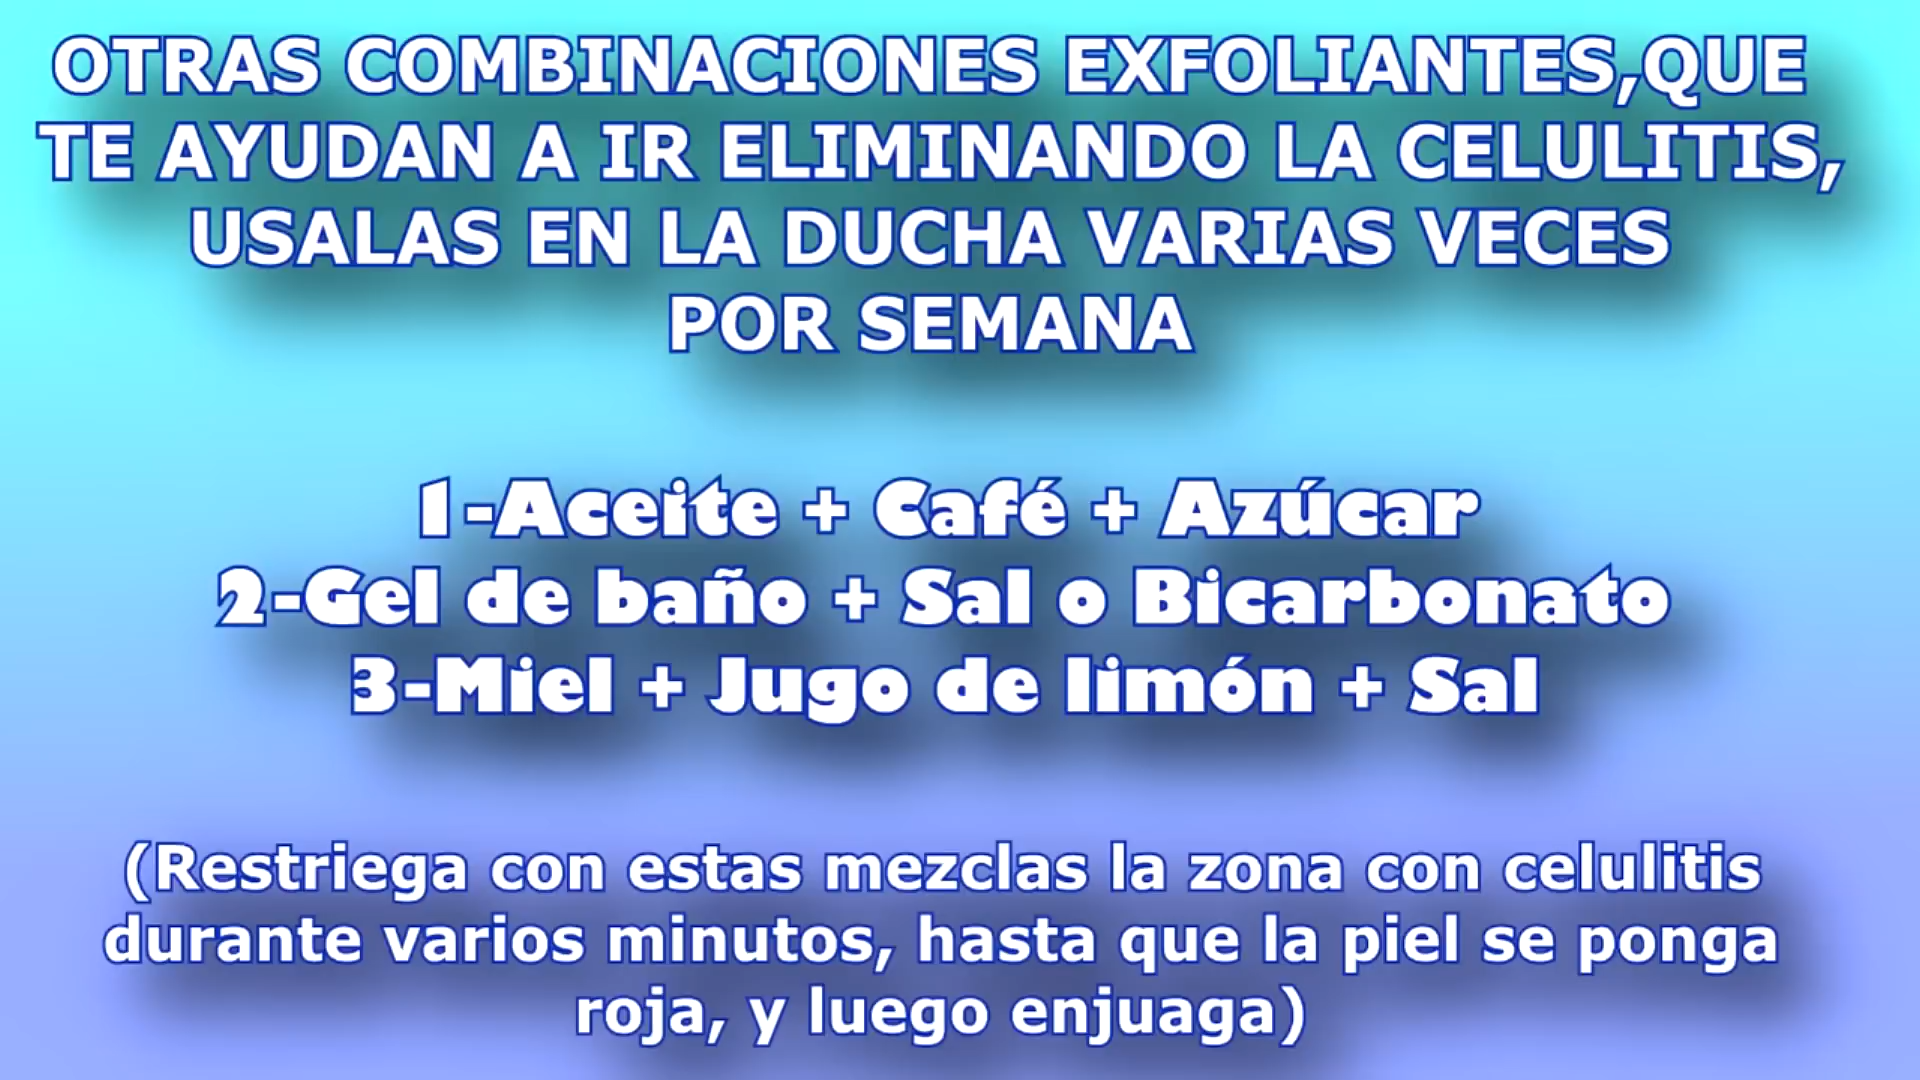 OTRAS COMBINACIONES EXFOLIANTES,QUE
TE AYUDAN A IR ELIMINANDO LA CELULITIS,
USALAS EN LA DUCHA VARIAS VECES
POR SEMANA
1-Aceite + Café + Azúcar
2-Gel de baño + Sal o Bicarbonato
3-Miel + Jugo de limón + Sal
(Restriega con estas mezclas la zona con celulitis
durante varios minutos, hasta que la piel se ponga
roja, y luego enjuaga)